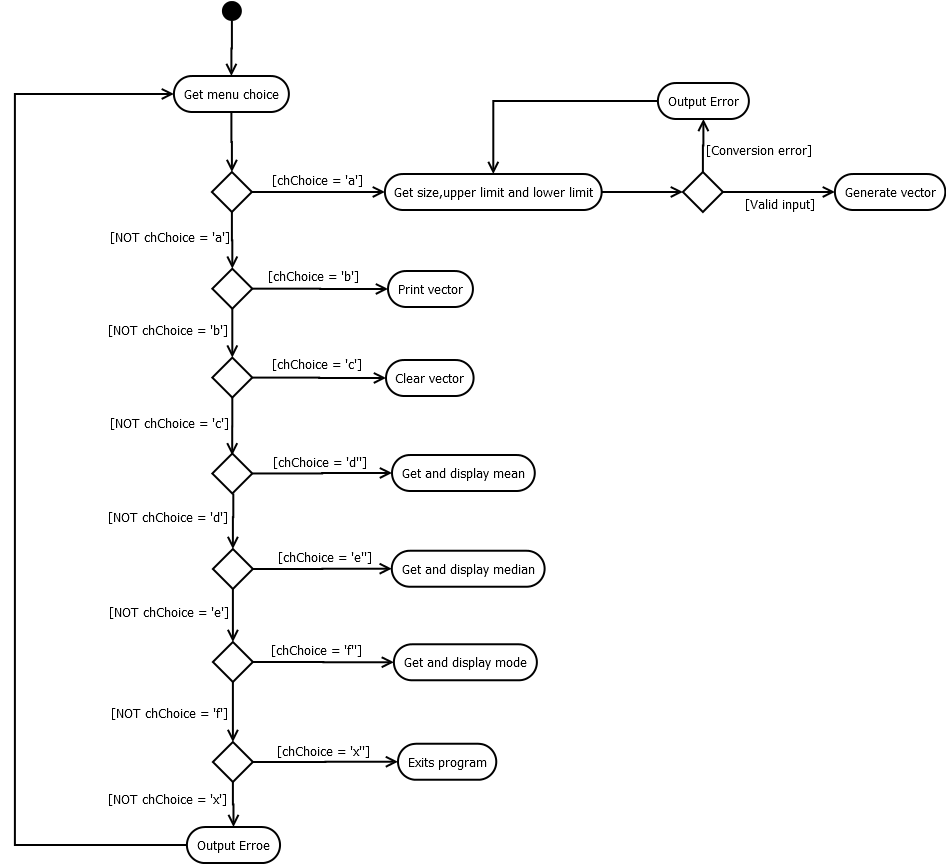 Get menu choice
Output Error
[Conversion error]
[chChoice = 'a']
Get size,upper limit and lower limit
Generate vector
[Valid input]
[NOT chChoice = 'a']
[chChoice = 'b']
Print vector
[NOT chChoice = 'b']
[chChoice = 'c']
Clear vector
[NOT chChoice = 'c']
[chChoice = 'd'']
Get and display mean
[NOT chChoice = 'd']
[chChoice = 'e'']
Get and display median
[NOT chChoice = 'e']
[chChoice = 'f'']
Get and display mode
[NOT chChoice = 'f']
[chChoice = 'x'']
Exits program
[NOT chChoice = 'x']
Output Erroe